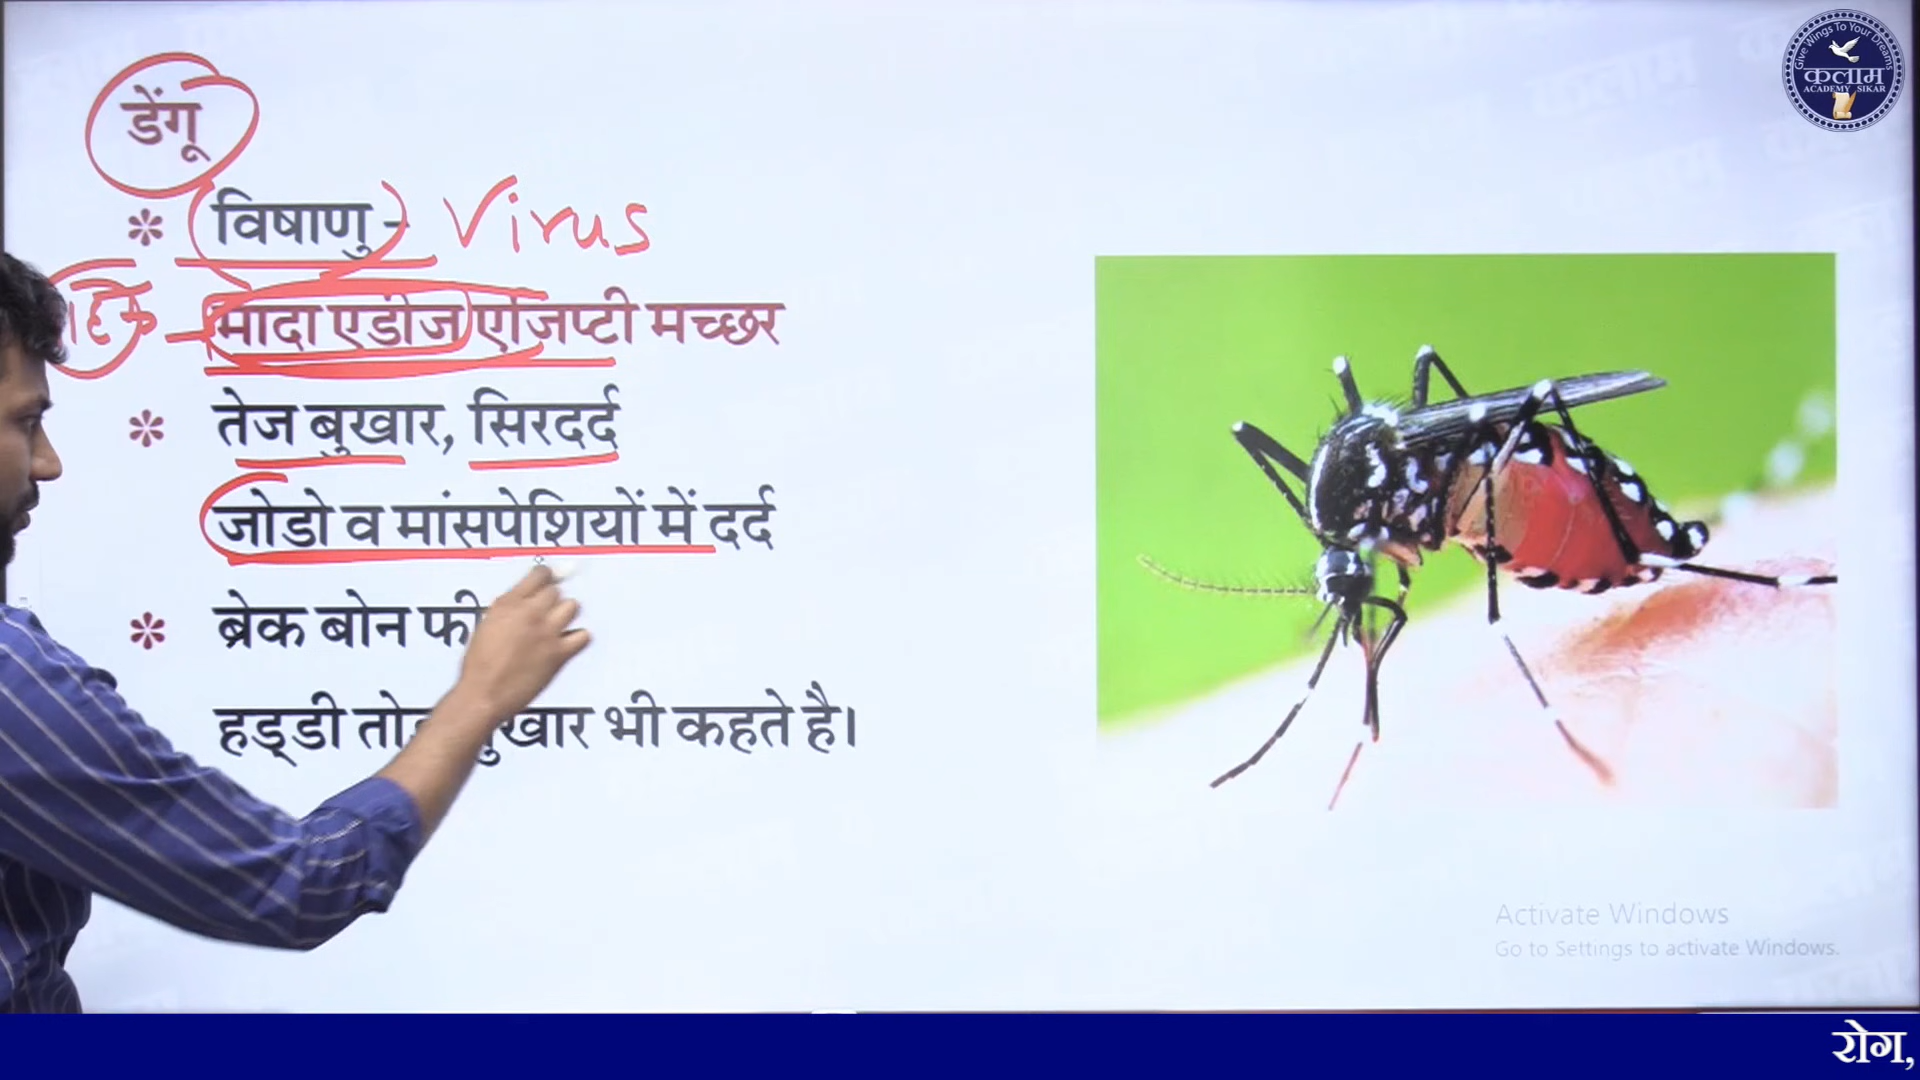 डेंगू
* विषाणु - Virus
मादा एडीज एजिप्टी मच्छर
* तेज बुखार, सिरदर्द
जोडो व मांसपेशियों में दर्द
* ब्रेक बोन
हड्डी भी कहते है।
Give Wings To Your Dreams
कलाम
ACADEMY SIKAR
Activate Windows
Go to Settings to activate Windows.
रोग,